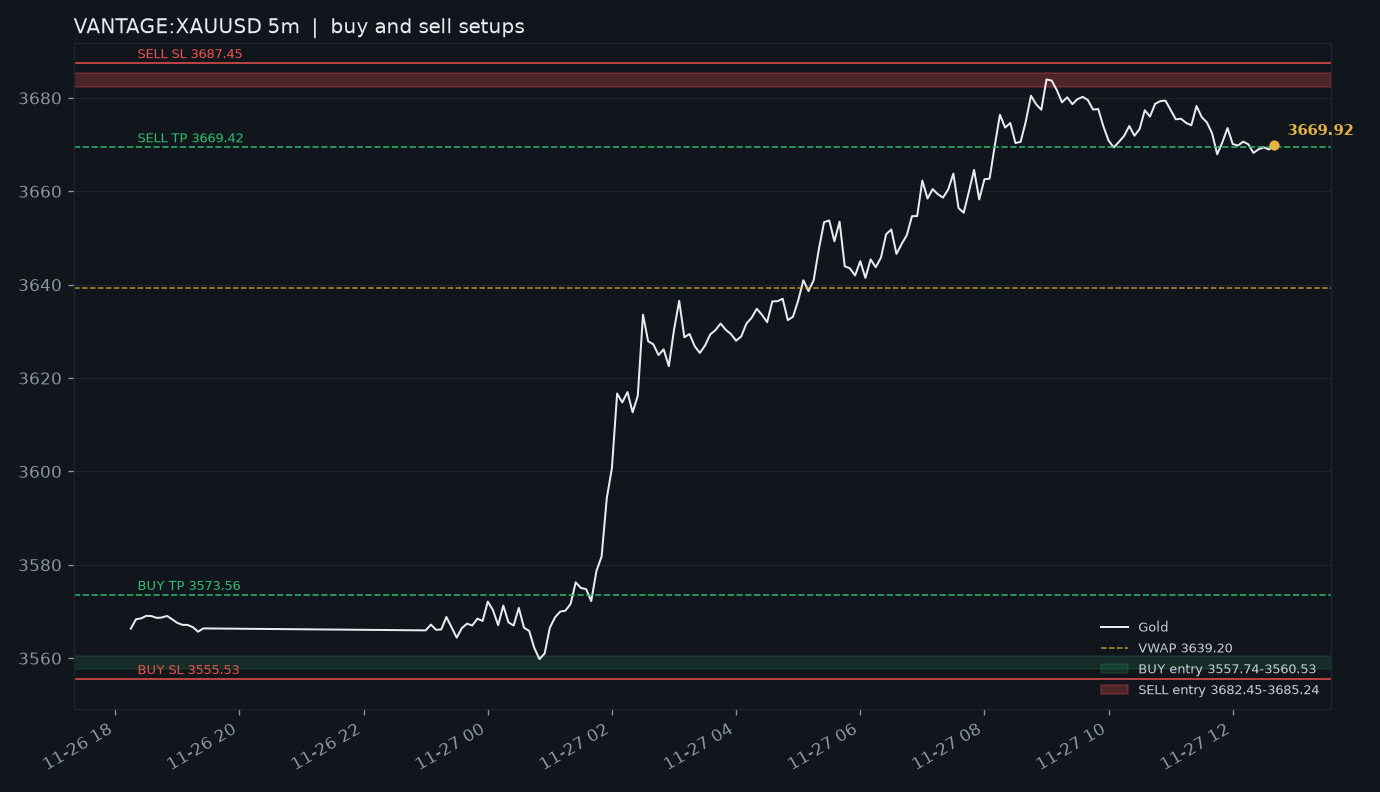 VANTAGE:XAUUSD 5m | buy and sell setups
SELL SL 3687.45
3680
SELL TP 3669.42
3669.92
3660
3640
3620
3600
3580
BUY TP 3573.56
3560
BUY SL 3555.53
Gold
VWAP 3639.20
BUY entry 3557.74-3560.53
SELL entry 3682.45-3685.24
11-26 18
11-26 20
11-26 22
11-27 00
11-27 02
11-27 04
11-27 06
11-27 08
11-27 10
11-27 12